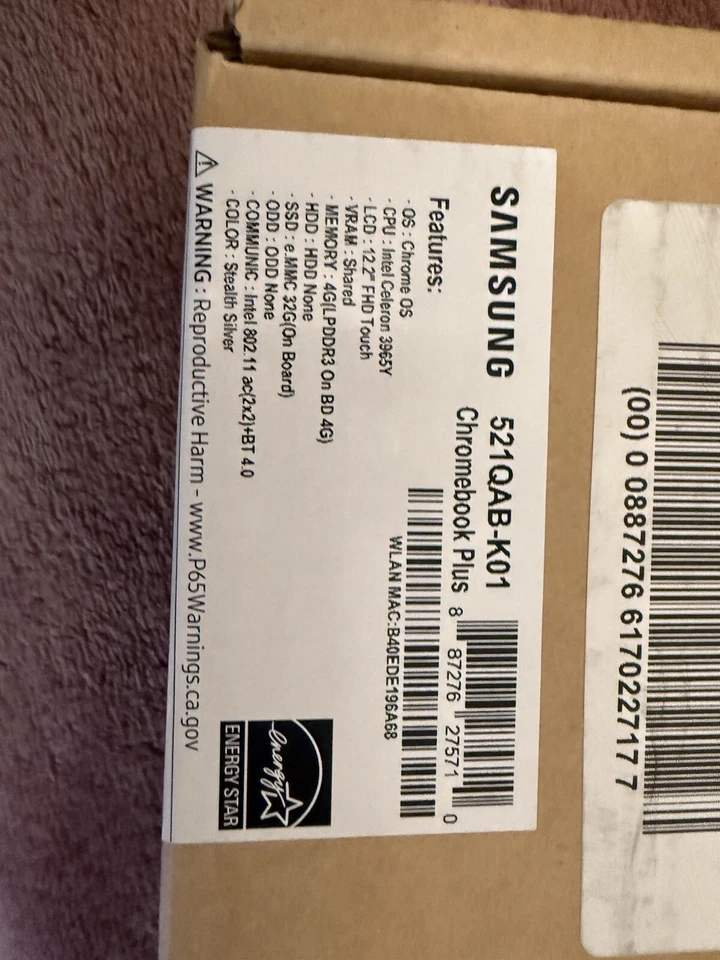 SAMSUNG 521QAB-K01
Chromebook Plus
8 87276 27571 0
Features:
· OS : Chrome OS
· CPU : Intel Celeron 3965Y
· LCD : 12.2" FHD Touch
· VRAM : Shared
· MEMORY : 4G(LPDDR3 On BD 4G)
· HDD : HDD None
· SSD : e.MMC 32G(On Board)
· ODD : ODD None
· COMMUNIC : Intel 802.11 ac(2x2)+BT 4.0
· COLOR : Stealth Silver
WLAN MAC:B40EDE196A68
energy
ENERGY STAR
⚠ WARNING : Reproductive Harm - www.P65Warnings.ca.gov
(00) 0 0887276 617022717 7